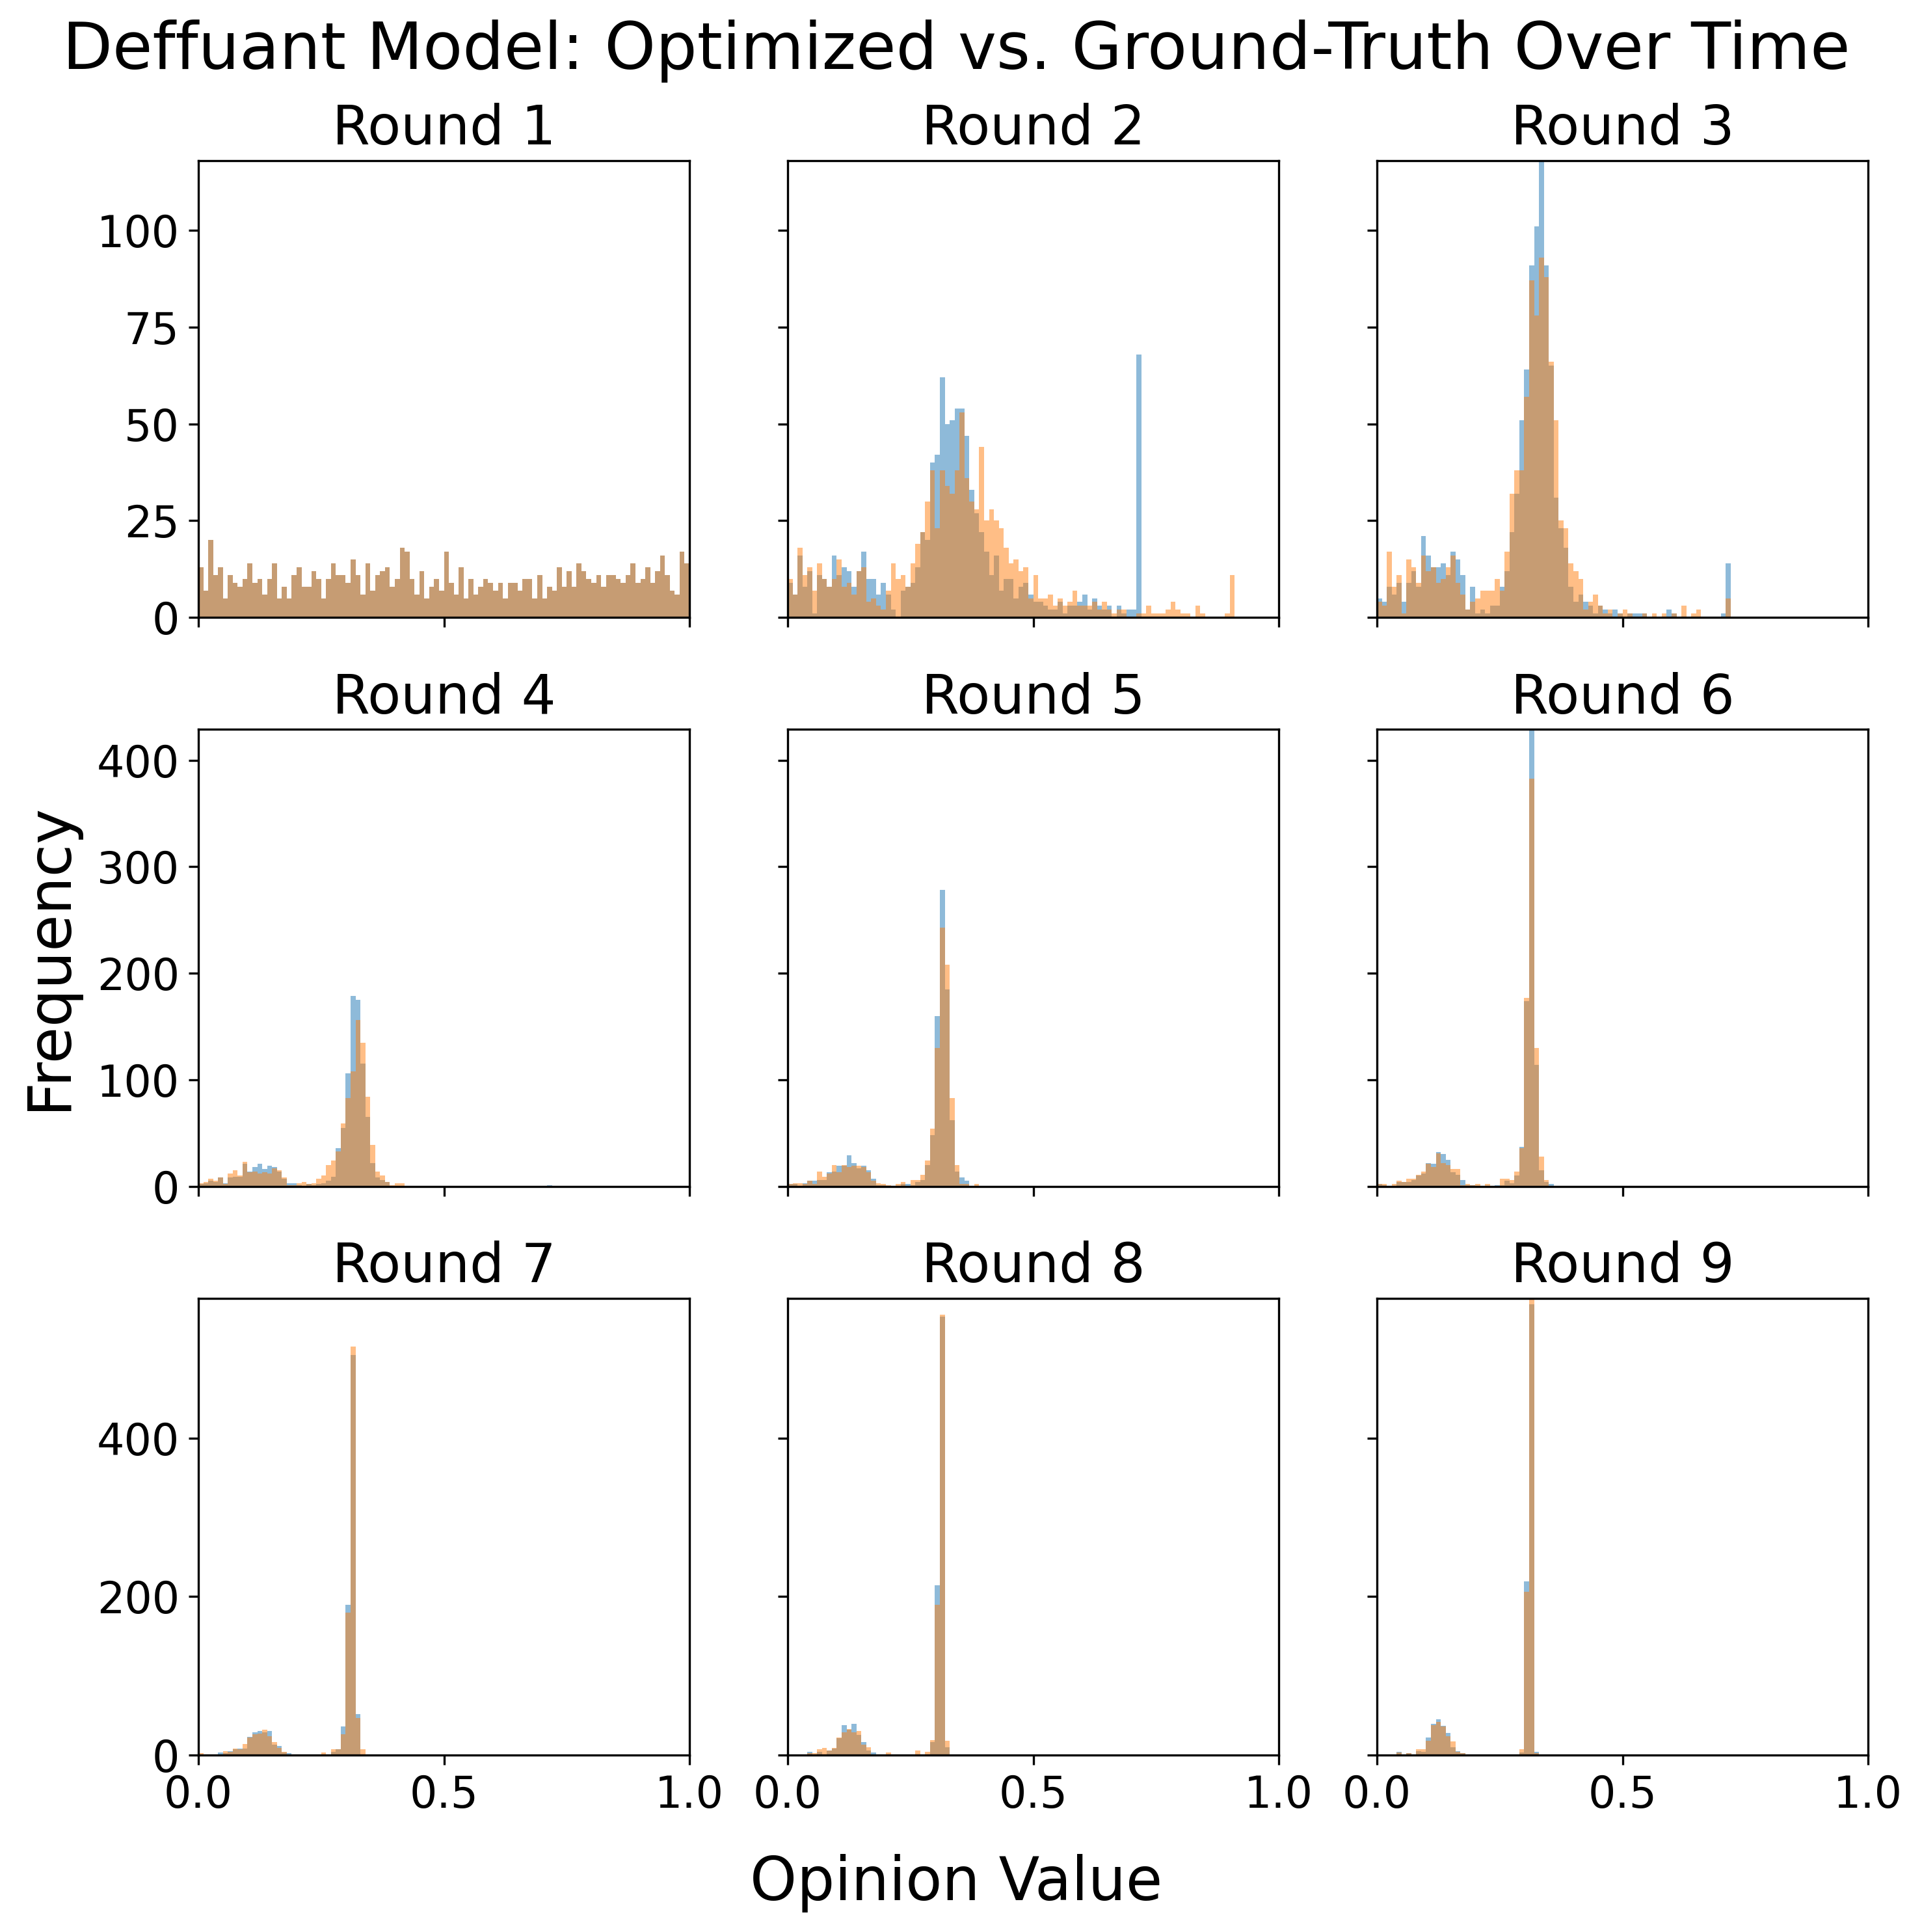 Deffuant Model: Optimized vs. Ground-Truth Over Time
Round 1
Round 2
Round 3
100
75
50
25
0
Round 4
Round 5
Round 6
400
300
200
100
0
Frequency
Round 7
Round 8
Round 9
400
200
0
0.0 0.5 1.0
0.0 0.5 1.0
0.0 0.5 1.0
Opinion Value